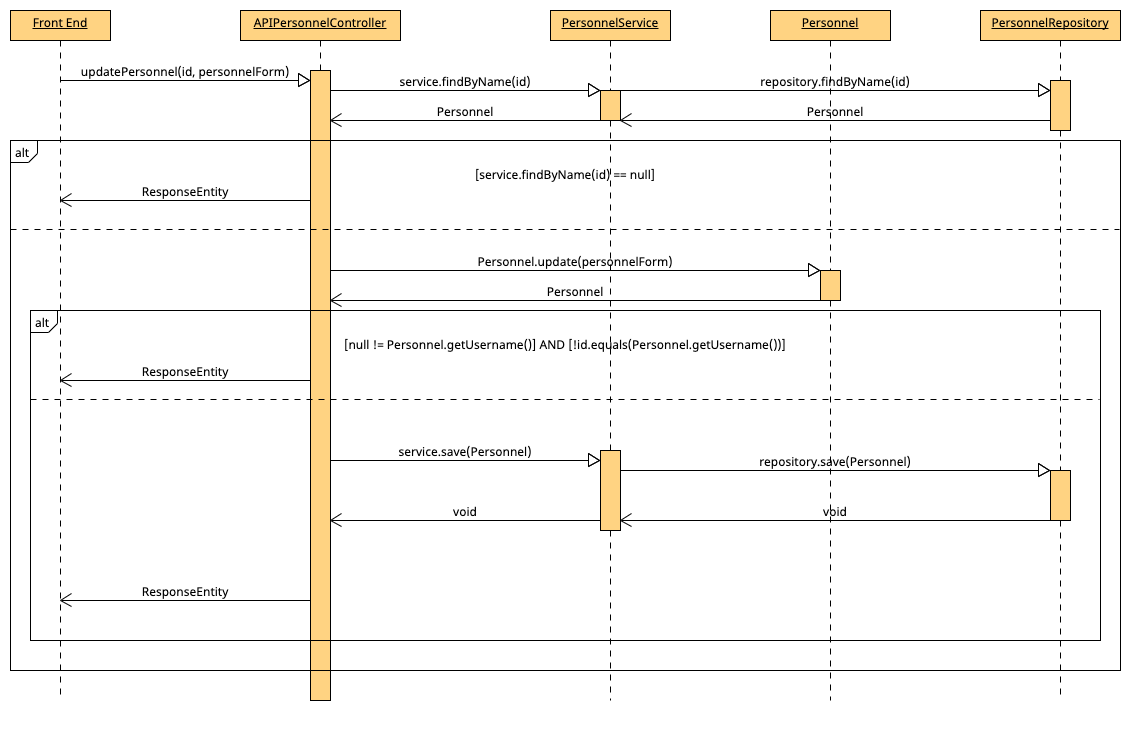 Front End
APIPersonnelController
PersonnelService
Personnel
PersonnelRepository
updatePersonnel(id, personnelForm)
service.findByName(id)
repository.findByName(id)
Personnel
Personnel
alt
[service.findByName(id) == null]
ResponseEntity
Personnel.update(personnelForm)
Personnel
alt
[null != Personnel.getUsername()] AND [!id.equals(Personnel.getUsername())]
ResponseEntity
service.save(Personnel)
repository.save(Personnel)
void
void
ResponseEntity